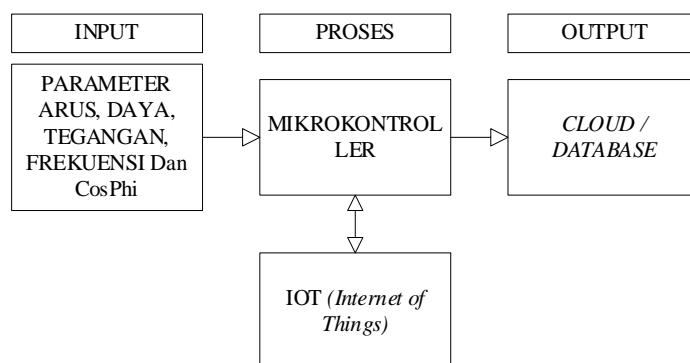 INPUT
PROSES
OUTPUT
PARAMETER
ARUS, DAYA,
TEGANGAN,
FREKUENSI Dan
CosPhi
MIKROKONTROL
LER
CLOUD /
DATABASE
IOT (Internet of
Things)